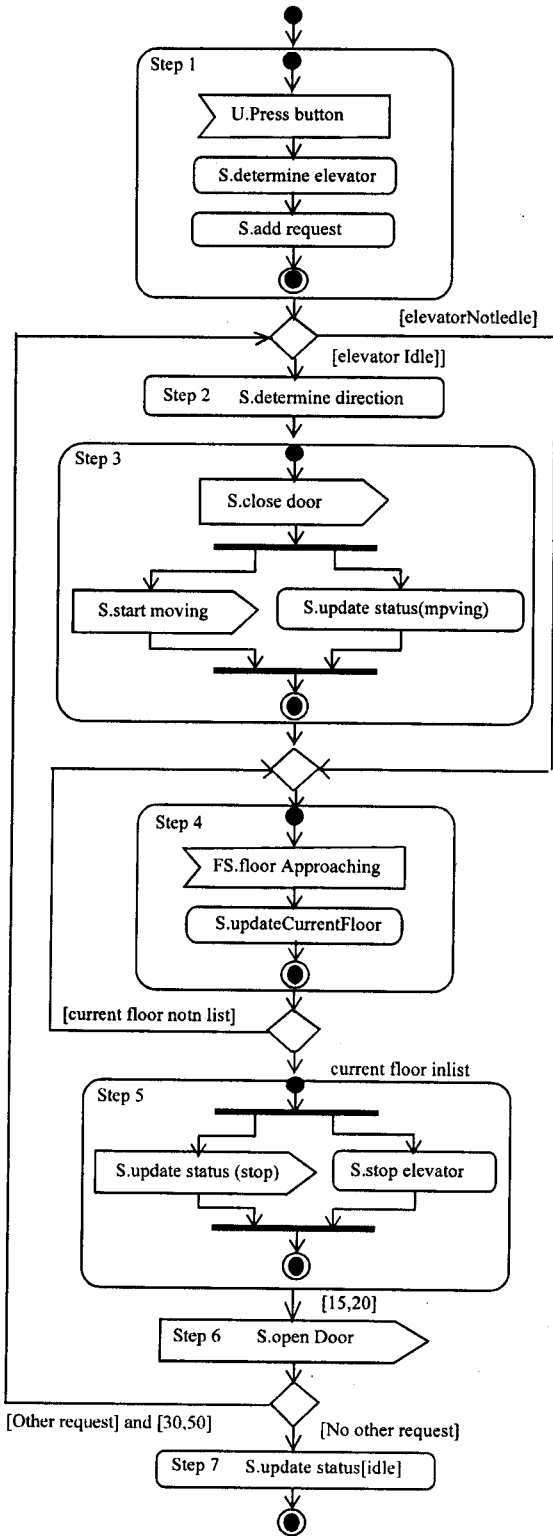 Step 1
U.Press button
S.determine elevator
S.add request
[elevatorNotledle]
[elevator Idle]]
Step 2 S.determine direction
Step 3
S.close door
S.start moving
S.update status(mpving)
Step 4
FS.floor Approaching
S.updateCurrentFloor
[current floor notn list]
current floor inlist
Step 5
S.update status (stop)
S.stop elevator
[15,20]
Step 6 S.open Door
[Other request] and [30,50]
[No other request]
Step 7 S.update status[idle]